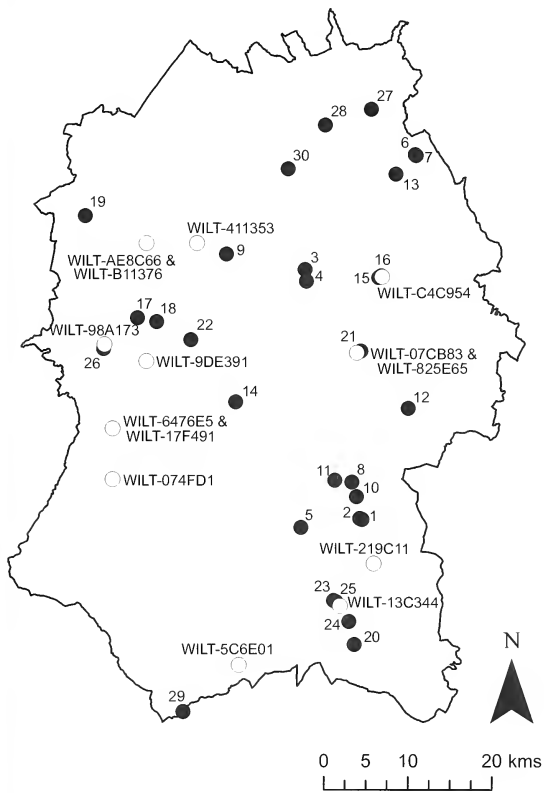 27
28
6
7
30
13
19
WILT-411353
WILT-AE8C66 &
WILT-B11376
9
3
4
16
15
WILT-C4C954
17
18
WILT-98A173
22
21
26
WILT-9DE391
WILT-07CB83 &
WILT-825E65
14
12
WILT-6476E5 &
WILT-17F491
WILT-074FD1
11
8
10
2
1
5
WILT-219C11
23
25
WILT-13C344
24
20
WILT-5C6E01
29
N
0 5 10 20 kms